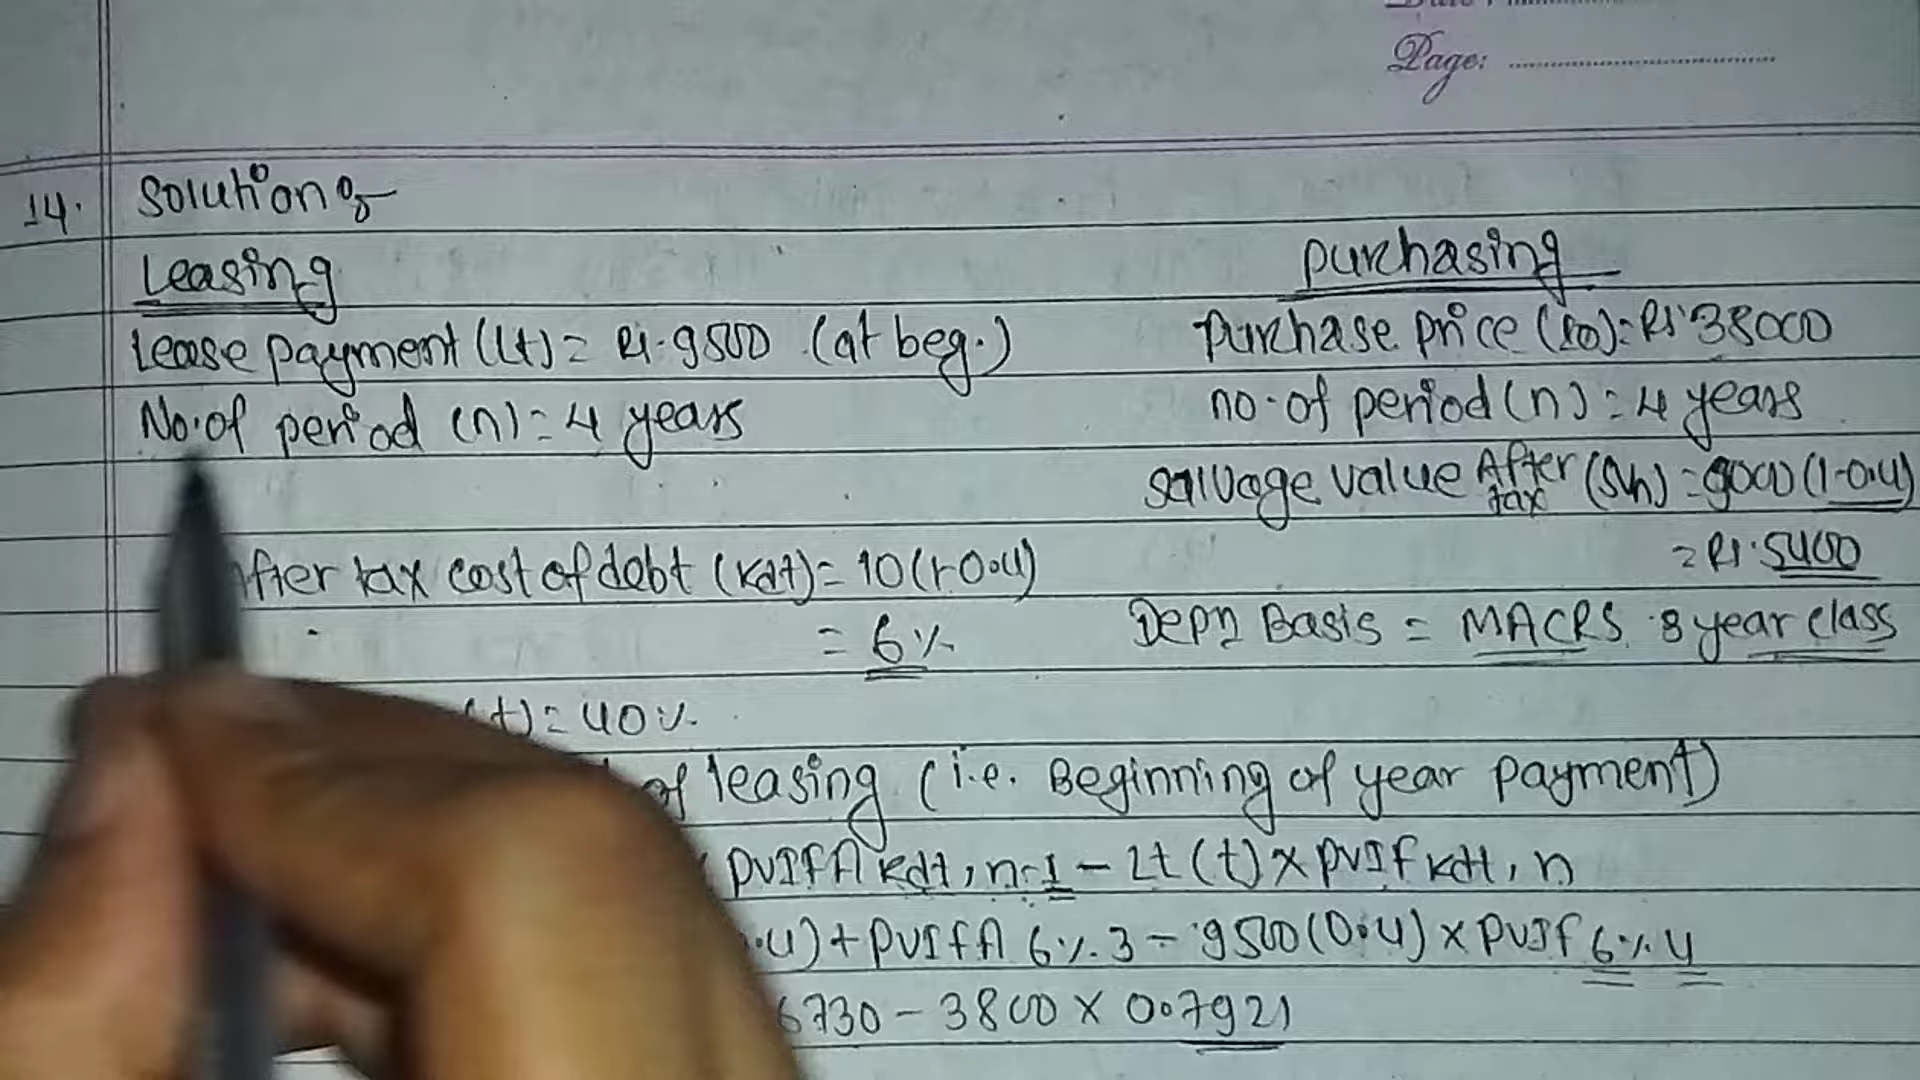 Page:
14. Solution:-
Leasing
Purchasing
Lease payment (Lt) = Rs. 9500 (at beg.)
Purchase price (Io) = Rs 38000
No. of period (n) = 4 years
no. of period (n) = 4 years
Salvage value After tax (Sn) = 9000 (1-0.4)
= Rs. 5400
After tax cost of debt (Kdt) = 10 (1-0.4)
= 6%
Depn Basis = MACRS 8 year class
(t) = 40%
of leasing (i.e. Beginning of year payment)
PVIFA Kdt, n-1 - Lt (t) x PVIF Kdt, n
.4) + PVIFA 6%.3 - 9500 (0.4) x PVIF 6%.4
6730 - 3800 x 0.7921